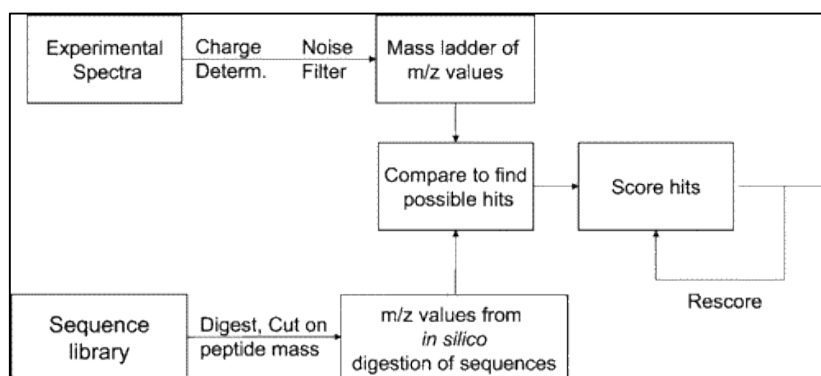 Experimental
Spectra
Charge
Determ.
Noise
Filter
Mass ladder of
m/z values
Compare to find
possible hits
Score hits
Rescore
Sequence
library
Digest, Cut on
peptide mass
m/z values from
in silico
digestion of sequences